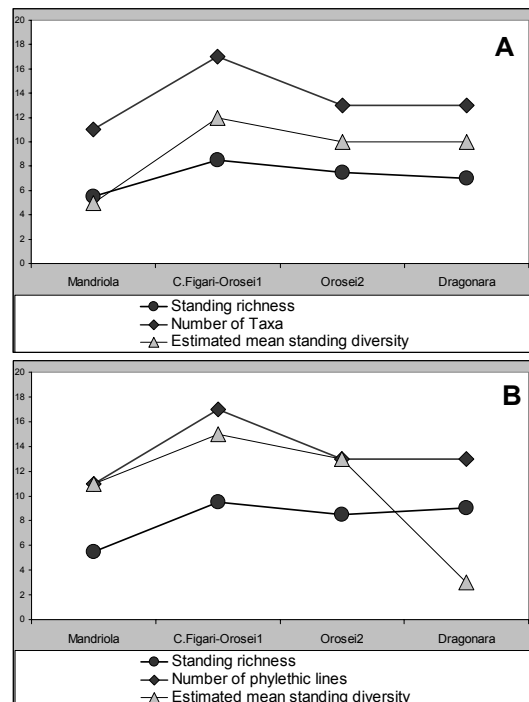 20
A
18
16
14
12
10
8
6
4
2
0
Mandriola C.Figari-Orosei1 Orosei2 Dragonara
Standing richness
Number of Taxa
Estimated mean standing diversity
20
B
18
16
14
12
10
8
6
4
2
0
Mandriola C.Figari-Orosei1 Orosei2 Dragonara
Standing richness
Number of phylethic lines
Estimated mean standing diversity